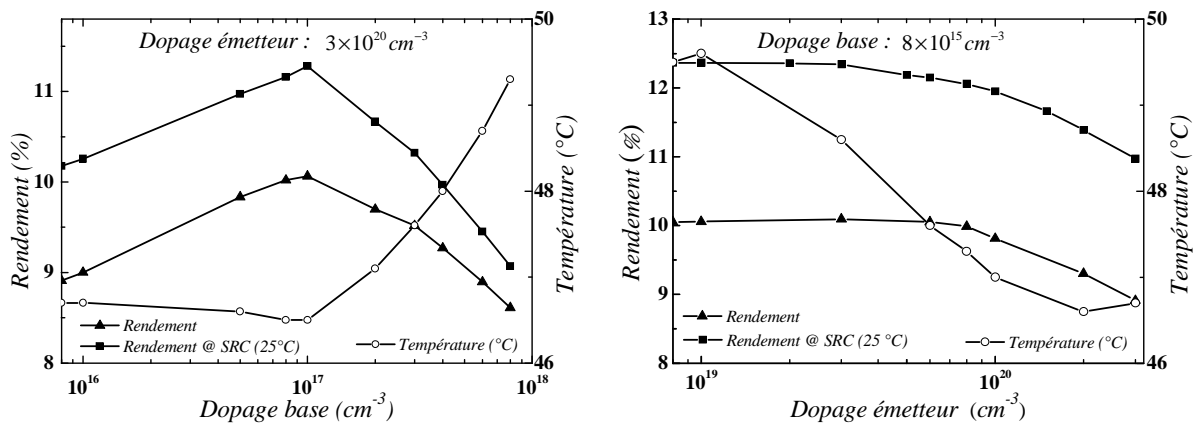 Dopage émetteur : 3×10^20 cm^-3
Rendement (%)
11
10
9
8
50
48
46
Température (°C)
Rendement
Rendement @ SRC (25°C)
Température (°C)
10^16
10^17
10^18
Dopage base (cm^-3)
Dopage base : 8×10^15 cm^-3
Rendement (%)
13
12
11
10
9
8
50
48
46
Température (°C)
Rendement
Rendement @ SRC (25 °C)
Température (°C)
10^19
10^20
Dopage émetteur (cm^-3)